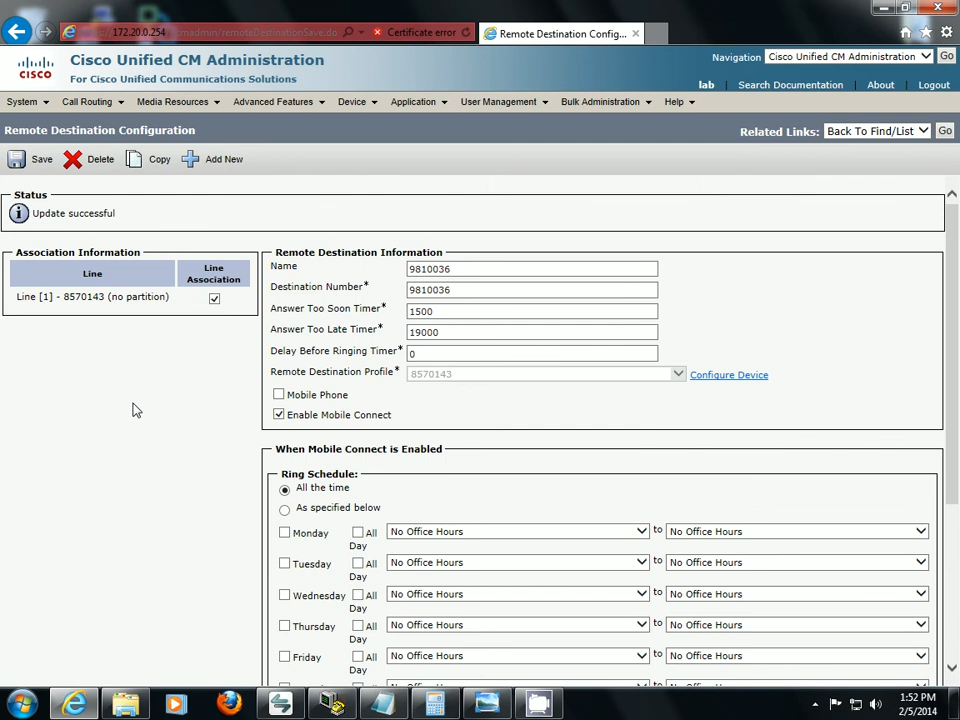 172.20.0.254
cmadmin/remoteDestinationSave.do
Certificate error
Remote Destination Config...
CISCO
Cisco Unified CM Administration
For Cisco Unified Communications Solutions
Navigation Cisco Unified CM Administration Go
lab Search Documentation About Logout
System Call Routing Media Resources Advanced Features Device Application User Management Bulk Administration Help
Remote Destination Configuration
Related Links: Back To Find/List Go
Save Delete Copy Add New
Status
Update successful
Association Information
Line Line Association
Line [1] - 8570143 (no partition)
Remote Destination Information
Name 9810036
Destination Number* 9810036
Answer Too Soon Timer* 1500
Answer Too Late Timer* 19000
Delay Before Ringing Timer* 0
Remote Destination Profile* 8570143 Configure Device
Mobile Phone
Enable Mobile Connect
When Mobile Connect is Enabled
Ring Schedule:
All the time
As specified below
Monday All Day No Office Hours to No Office Hours
Tuesday All Day No Office Hours to No Office Hours
Wednesday All Day No Office Hours to No Office Hours
Thursday All Day No Office Hours to No Office Hours
Friday All Day No Office Hours to No Office Hours
1:52 PM
2/5/2014